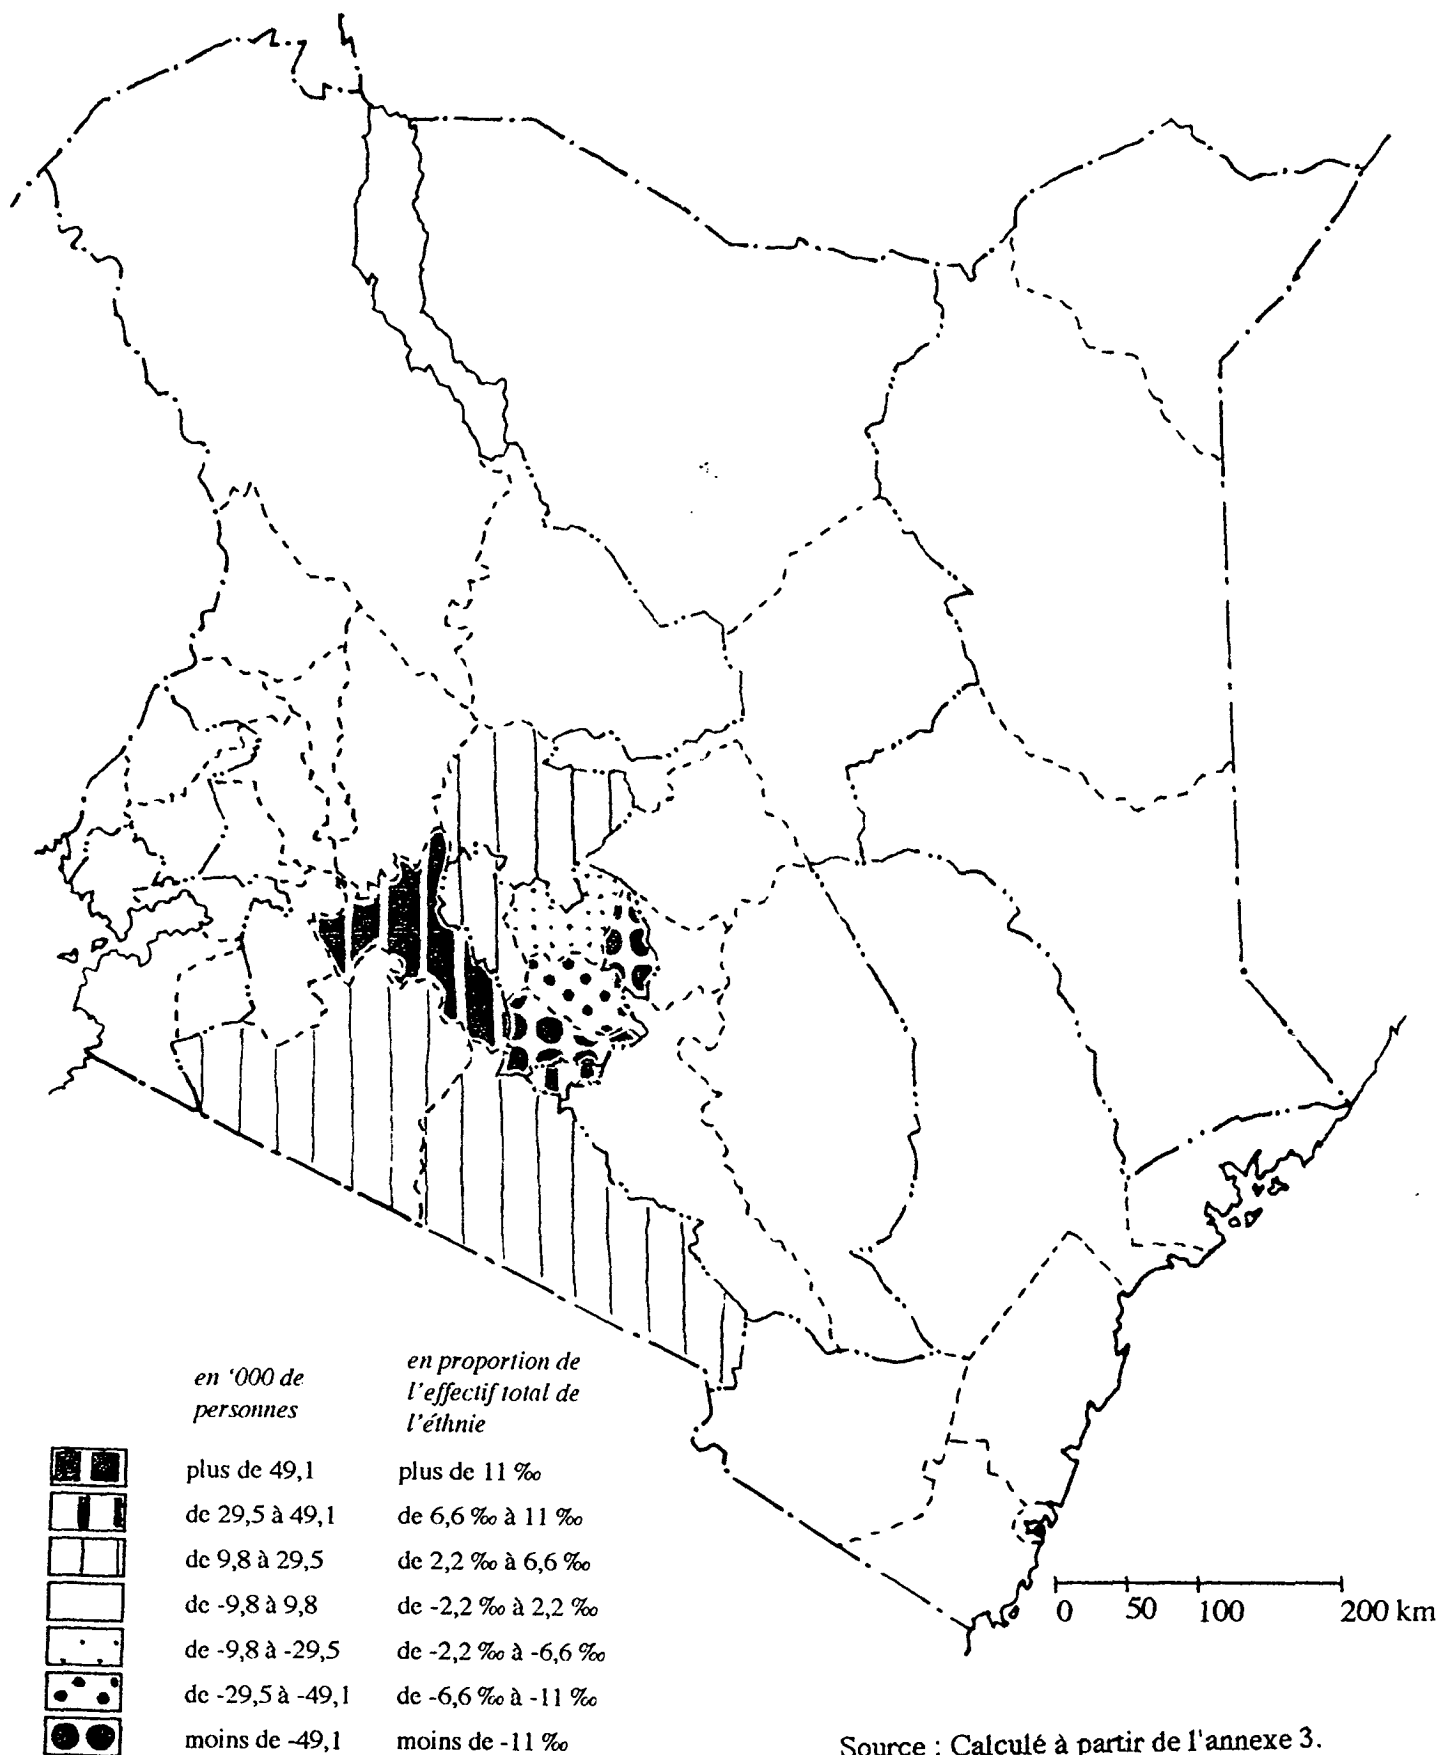 en ‘000 de
personnes
en proportion de
l’effectif total de
l’éthnie
plus de 49,1 plus de 11 ‰
de 29,5 à 49,1 de 6,6 ‰ à 11 ‰
de 9,8 à 29,5 de 2,2 ‰ à 6,6 ‰
de -9,8 à 9,8 de -2,2 ‰ à 2,2 ‰
de -9,8 à -29,5 de -2,2 ‰ à -6,6 ‰
de -29,5 à -49,1 de -6,6 ‰ à -11 ‰
moins de -49,1 moins de -11 ‰
0 50 100 200 km
Source : Calculé à partir de l'annexe 3.